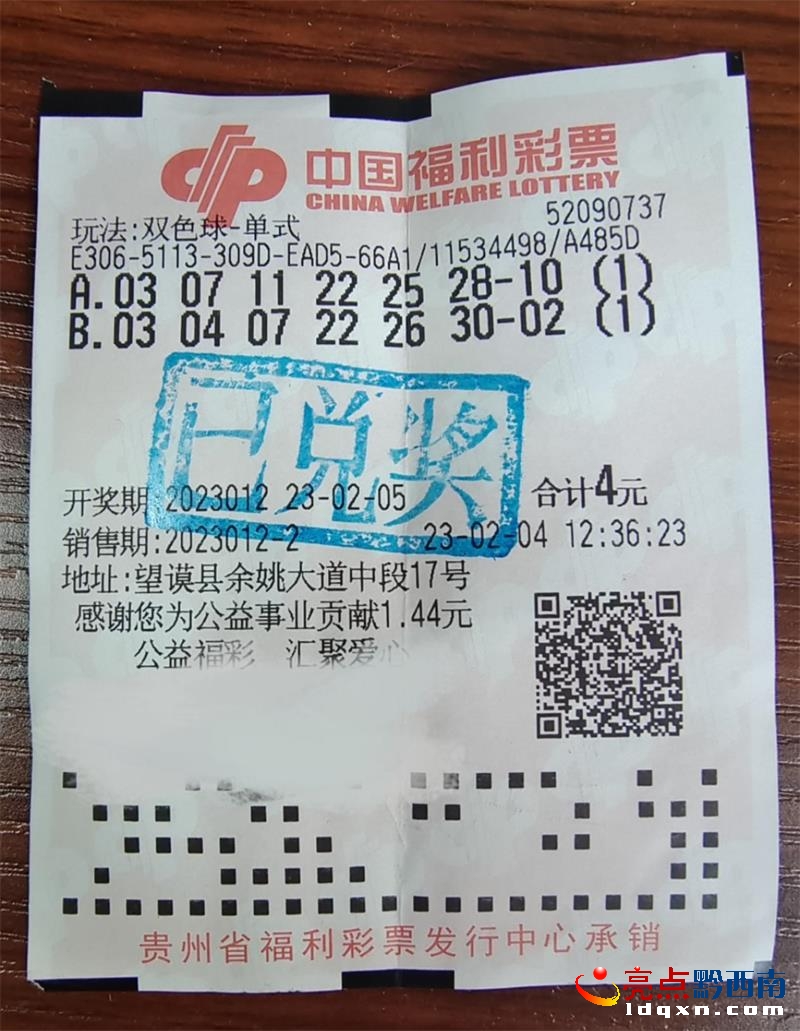 中国福利彩票
CHINA WELFARE LOTTERY
52090737
玩法:双色球-单式
E306-5113-309D-EAD5-66A1/11534498/A485D
A.03 07 11 22 25 28-10 (1)
B.03 04 07 22 26 30-02 (1)
已兑奖
开奖期:2023012 23-02-05 合计4元
销售期:2023012-2 23-02-04 12:36:23
地址:望谟县余姚大道中段17号
感谢您为公益事业贡献1.44元
公益福彩 汇聚爱心
贵州省福利彩票发行中心承销
亮点黔西南
ldqxn.com